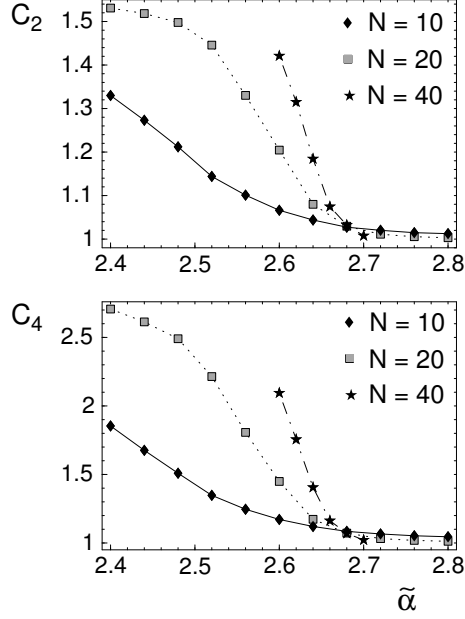 C2
1.5
1.4
1.3
1.2
1.1
1
N = 10
N = 20
N = 40
2.4 2.5 2.6 2.7 2.8
C4
2.5
2
1.5
1
N = 10
N = 20
N = 40
2.4 2.5 2.6 2.7 2.8
α̃